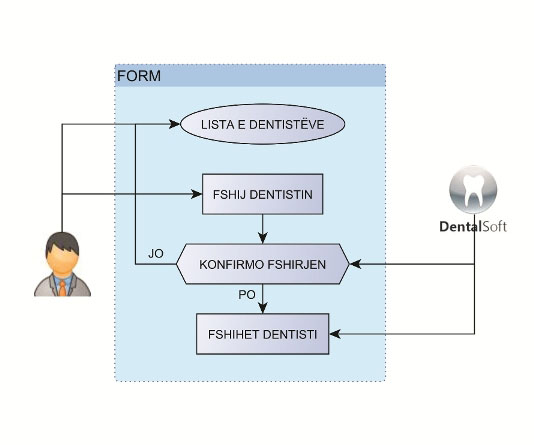 FORM
LISTA E DENTISTËVE
FSHIJ DENTISTIN
DentalSoft
JO
KONFIRMO FSHIRJEN
PO
FSHIHET DENTISTI